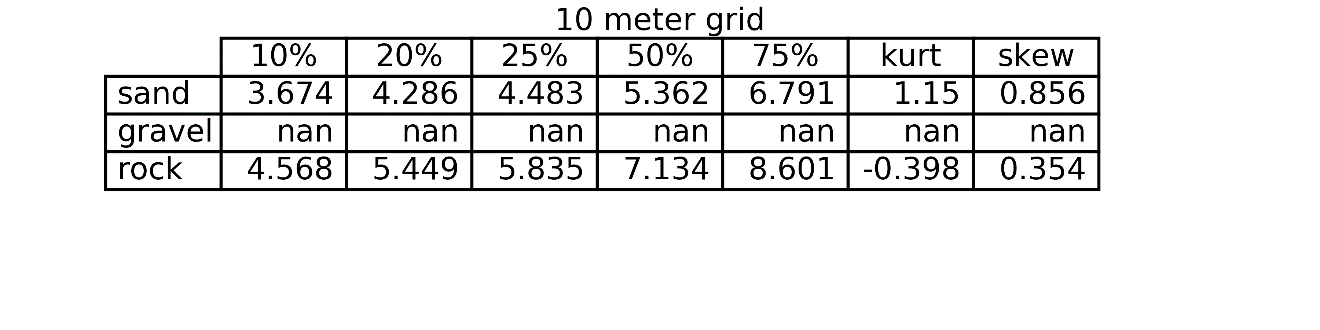 10 meter grid
10% 20% 25% 50% 75% kurt skew
sand 3.674 4.286 4.483 5.362 6.791 1.15 0.856
gravel nan nan nan nan nan nan nan
rock 4.568 5.449 5.835 7.134 8.601 -0.398 0.354